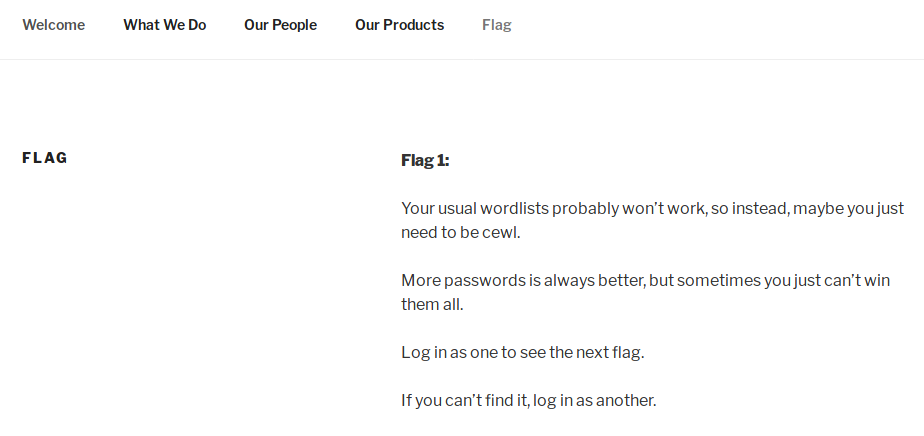 Welcome What We Do Our People Our Products Flag
FLAG
Flag 1:
Your usual wordlists probably won’t work, so instead, maybe you just
need to be cewl.
More passwords is always better, but sometimes you just can’t win
them all.
Log in as one to see the next flag.
If you can’t find it, log in as another.